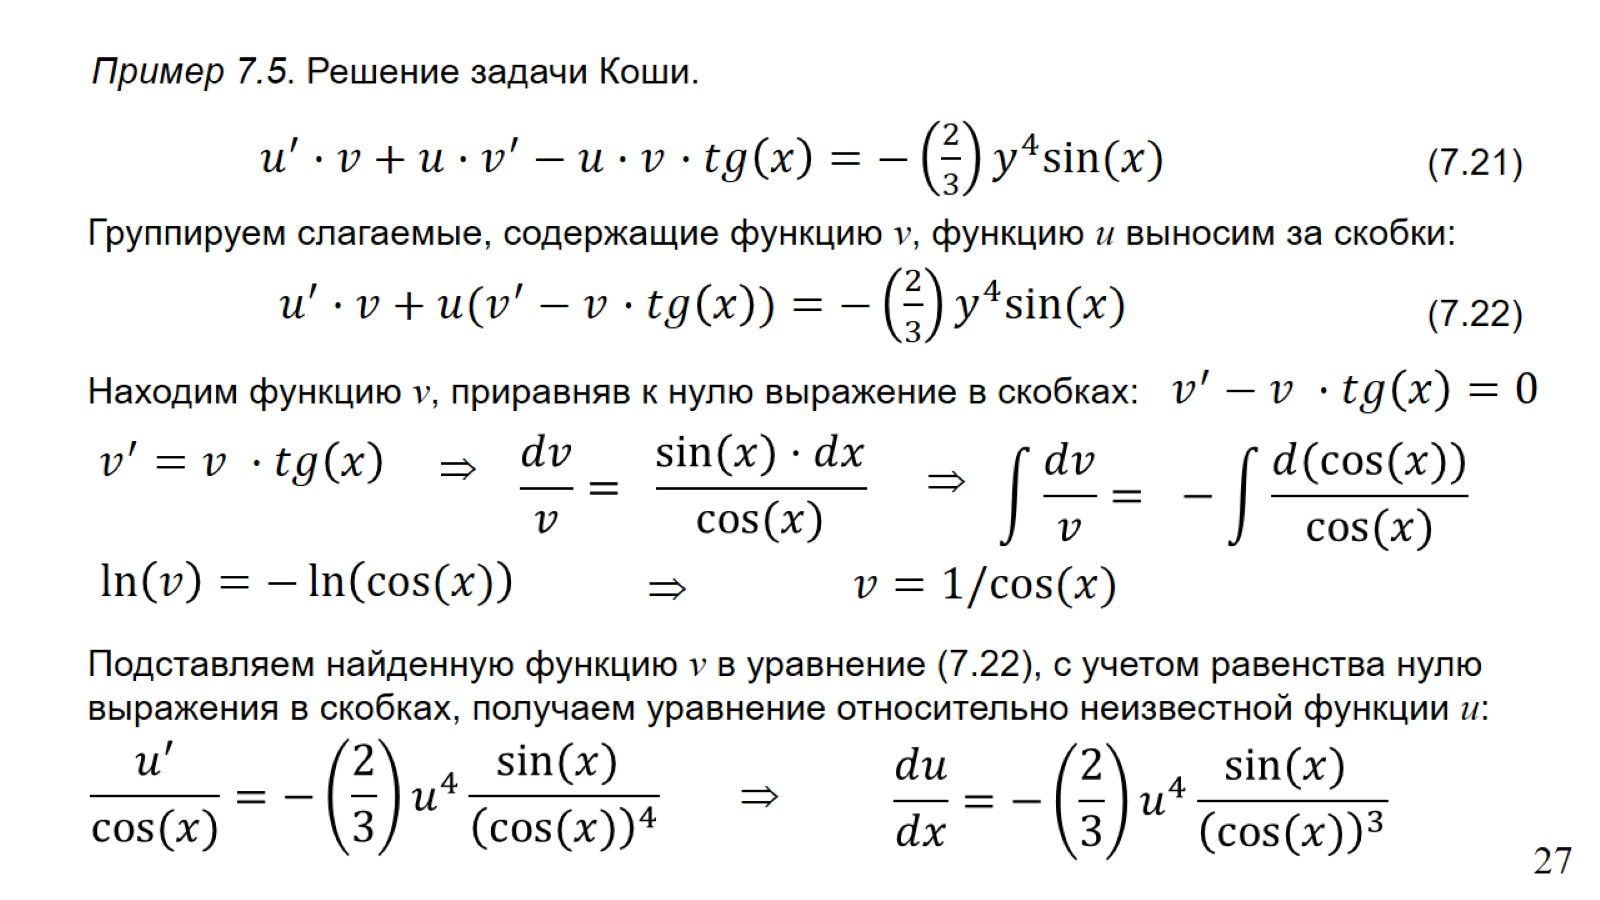 Пример 7.5. Решение задачи Коши.
u′ · v + u · v′ − u · v · tg(x) = −(2/3) y⁴sin(x) (7.21)
Группируем слагаемые, содержащие функцию v, функцию u выносим за скобки:
u′ · v + u(v′ − v · tg(x)) = −(2/3) y⁴sin(x) (7.22)
Находим функцию v, приравняв к нулю выражение в скобках: v′ − v · tg(x) = 0
v′ = v · tg(x) ⇒ dv/v = sin(x) · dx/cos(x) ⇒ ∫ dv/v = − ∫ d(cos(x))/cos(x)
ln(v) = − ln(cos(x)) ⇒ v = 1/cos(x)
Подставляем найденную функцию v в уравнение (7.22), с учетом равенства нулю
выражения в скобках, получаем уравнение относительно неизвестной функции u:
u′/cos(x) = −(2/3) u⁴ sin(x)/(cos(x))⁴ ⇒ du/dx = −(2/3) u⁴ sin(x)/(cos(x))³
27